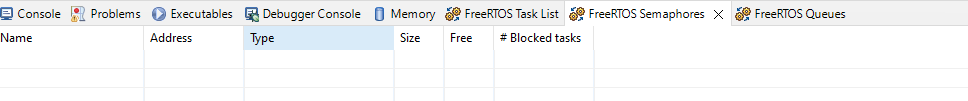 Console Problems Executables Debugger Console Memory FreeRTOS Task List FreeRTOS Semaphores FreeRTOS Queues
Name Address Type Size Free # Blocked tasks